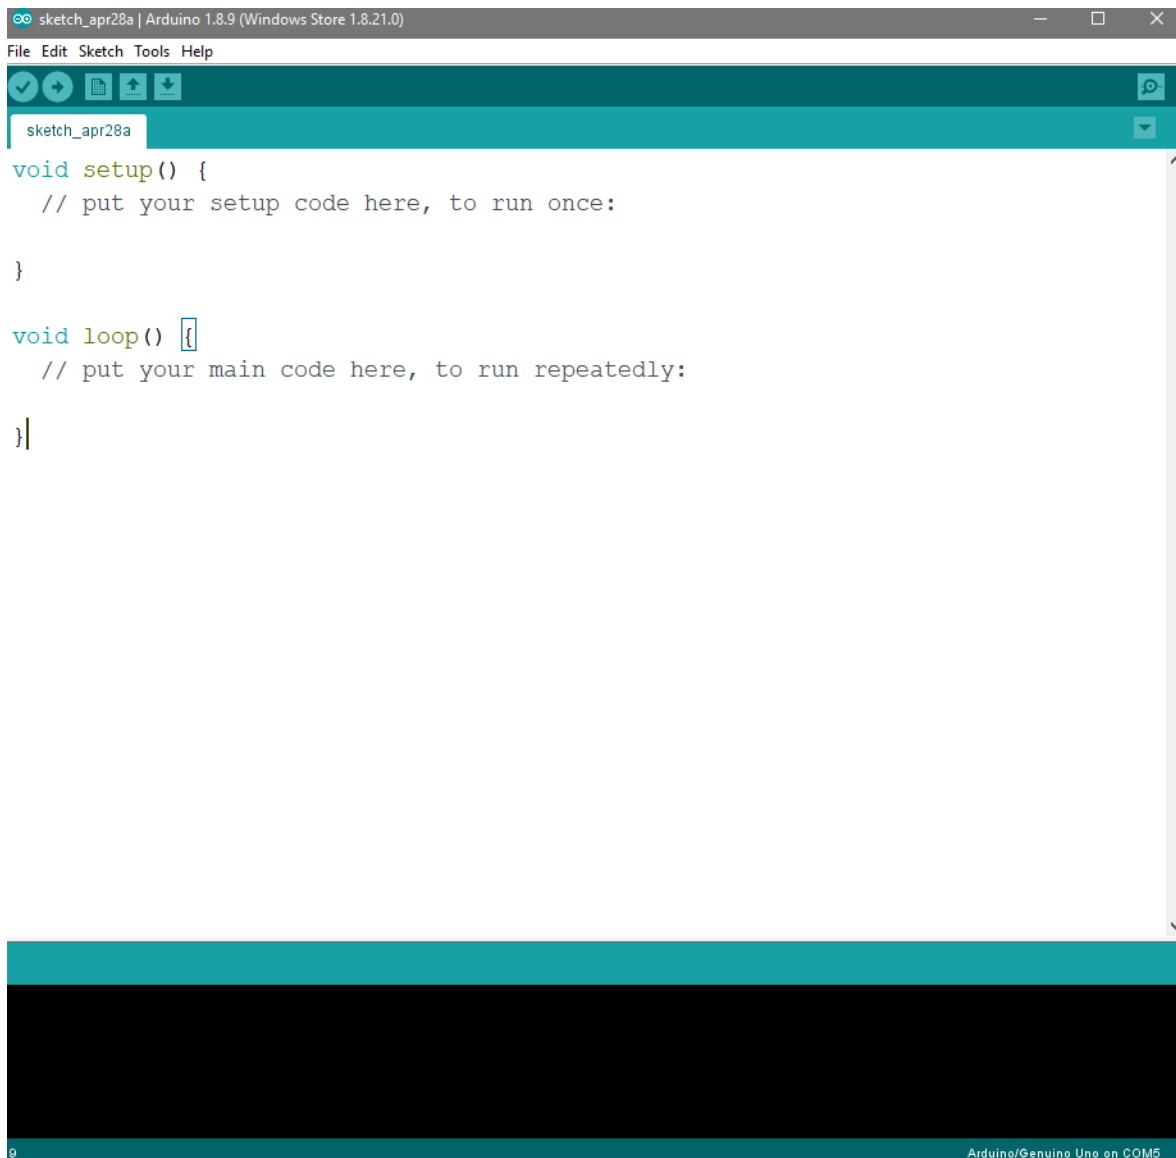 sketch_apr28a | Arduino 1.8.9 (Windows Store 1.8.21.0)
File Edit Sketch Tools Help
sketch_apr28a
void setup() {
  // put your setup code here, to run once:
}
void loop() {
  // put your main code here, to run repeatedly:
}
9
Arduino/Genuino Uno on COM5